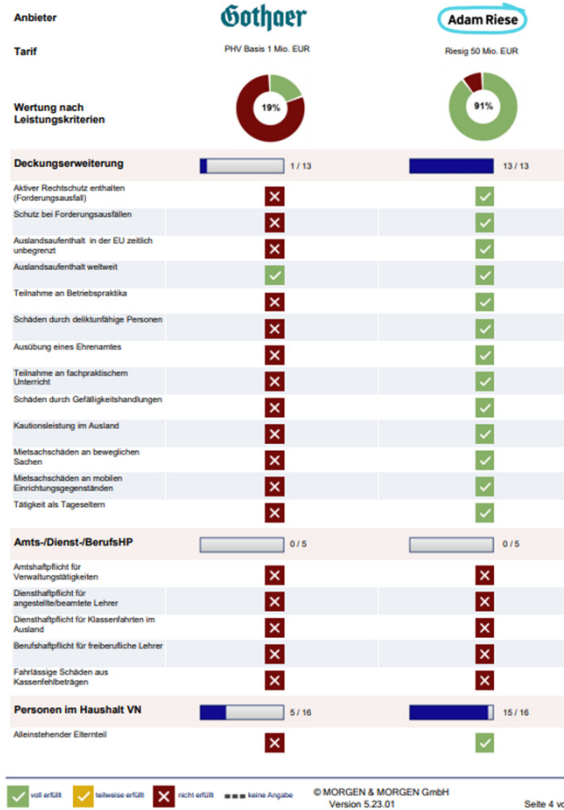 Anbieter Gothaer Adam Riese
Tarif PHV Basis 1 Mio. EUR Riesig 50 Mio. EUR
Wertung nach
Leistungskriterien
19% 91%
Deckungserweiterung 1 / 13 13 / 13
Aktiver Rechtschutz enthalten
(Forderungsausfall)
Schutz bei Forderungsausfällen
Auslandsaufenthalt in der EU zeitlich
unbegrenzt
Auslandsaufenthalt weltweit
Teilnahme an Betriebspraktika
Schäden durch deliktunfähige Personen
Ausübung eines Ehrenamtes
Teilnahme an fachpraktischem
Unterricht
Schäden durch Gefälligkeitshandlungen
Kautionsleistung im Ausland
Mietsachschäden an beweglichen
Sachen
Mietsachschäden an mobilen
Einrichtungsgegenständen
Tätigkeit als Tageseltern
Amts-/Dienst-/BerufsHP 0 / 5 0 / 5
Amtshaftpflicht für
Verwaltungstätigkeiten
Diensthaftpflicht für
angestellte/beamtete Lehrer
Diensthaftpflicht für Klassenfahrten im
Ausland
Berufshaftpflicht für freiberufliche Lehrer
Fahrlässige Schäden aus
Kassenfehlbeträgen
Personen im Haushalt VN 5 / 16 15 / 16
Alleinstehender Elternteil
voll erfüllt teilweise erfüllt nicht erfüllt keine Angabe © MORGEN & MORGEN GmbH
Version 5.23.01 Seite 4 vo